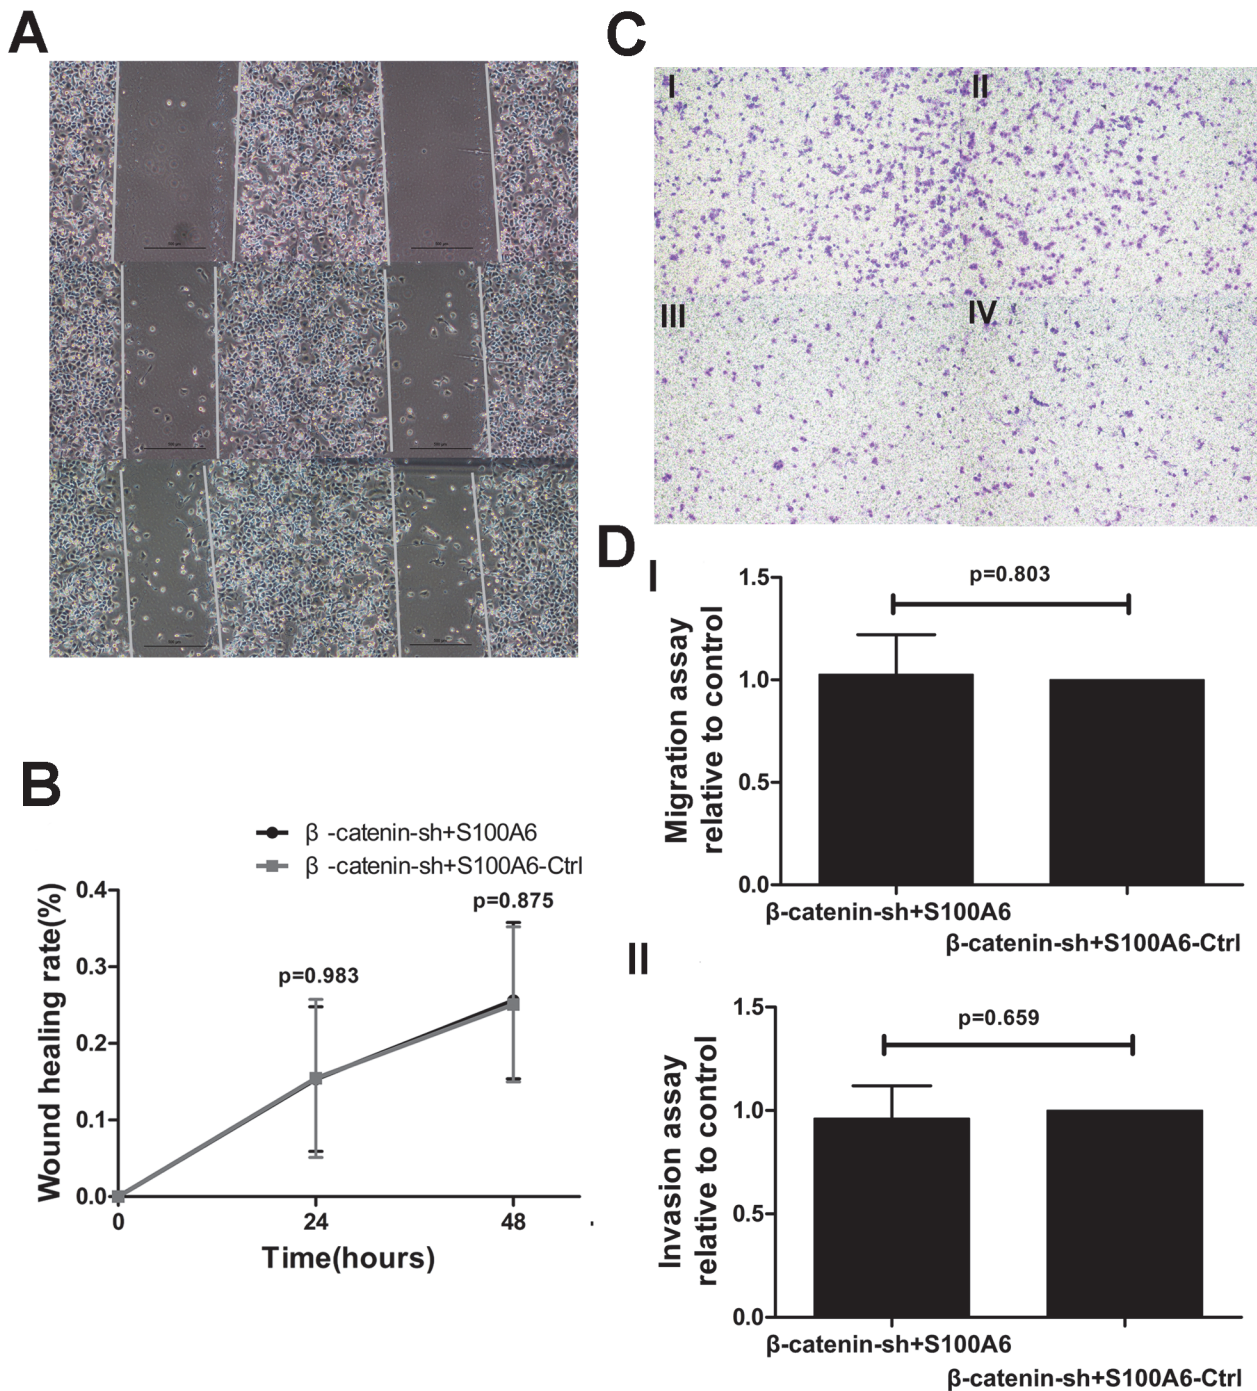 A
C
I
II
III
IV
B
β -catenin-sh+S100A6
β -catenin-sh+S100A6-Ctrl
Wound healing rate(%)
0.4
0.3
0.2
0.1
0.0
p=0.983
p=0.875
0
24
48
Time(hours)
D
I
Migration assay
relative to control
1.5
1.0
0.5
0.0
p=0.803
β-catenin-sh+S100A6
β-catenin-sh+S100A6-Ctrl
II
Invasion assay
relative to control
1.5
1.0
0.5
0.0
p=0.659
β-catenin-sh+S100A6
β-catenin-sh+S100A6-Ctrl